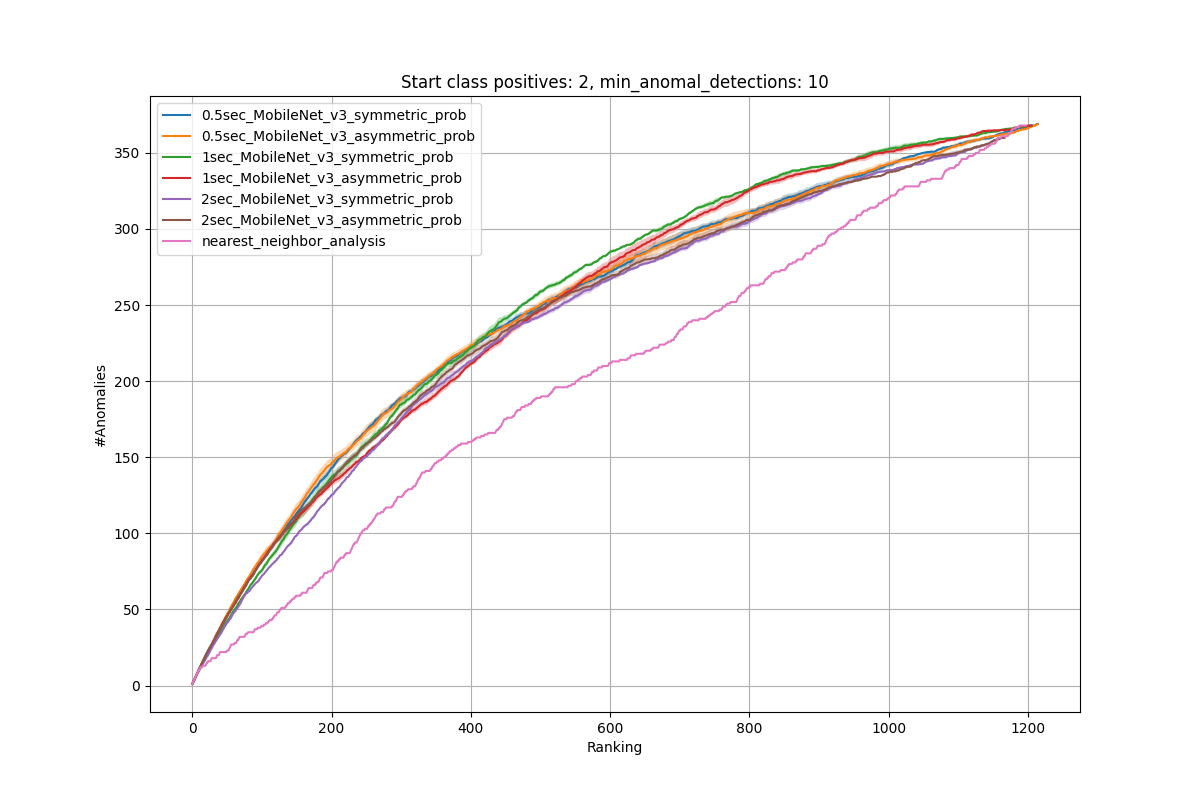 Start class positives: 2, min_anomal_detections: 10
0.5sec_MobileNet_v3_symmetric_prob
0.5sec_MobileNet_v3_asymmetric_prob
1sec_MobileNet_v3_symmetric_prob
1sec_MobileNet_v3_asymmetric_prob
2sec_MobileNet_v3_symmetric_prob
2sec_MobileNet_v3_asymmetric_prob
nearest_neighbor_analysis
#Anomalies
350
300
250
200
150
100
50
0
0 200 400 600 800 1000 1200
Ranking